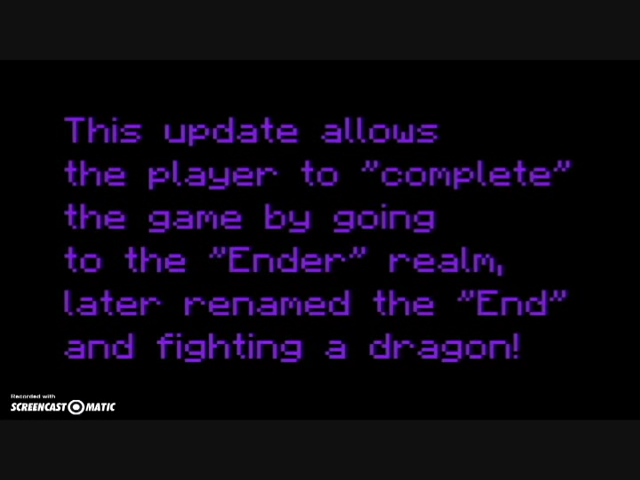 This update allows
the player to "complete"
the game by going
to the "Ender" realm,
later renamed the "End"
and fighting a dragon!
Recorded with
SCREENCAST O MATIC